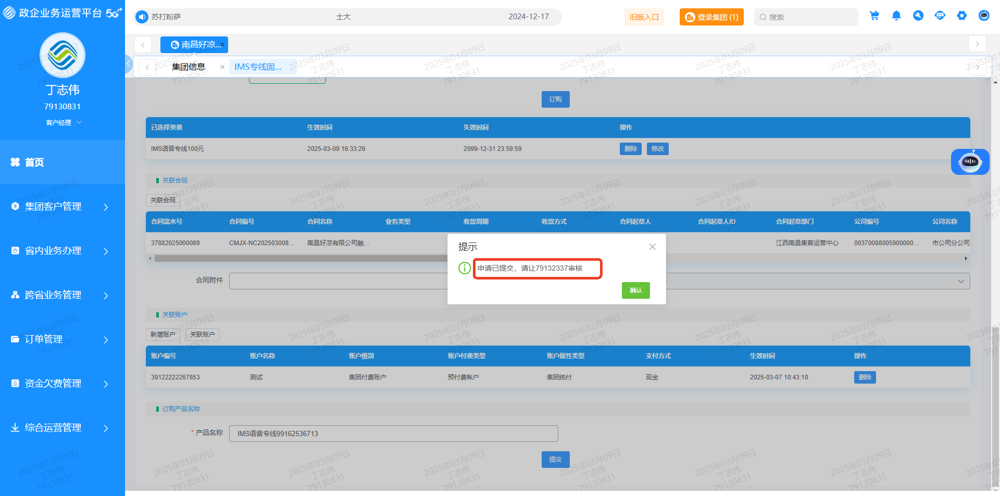 政企业务运营平台 5G++
苏打粉萨
士大
2024-12-17
旧版入口
登录集团 (1)
搜索
丁志伟
79130831
客户经理
首页
集团客户管理
省内业务办理
跨省业务管理
订单管理
资金欠费管理
综合运营管理
南昌好凉...
集团信息
IMS专线固...
订购
已选择资费
生效时间
失效时间
操作
IMS语音专线100元
2025-03-09 16:33:26
2099-12-31 23:59:59
删除
修改
关联合同
关联合同
合同流水号
合同编号
合同名称
业务类型
收款周期
收款方式
合同起草人
合同起草人ID
合同起草部门
公司编号
公司名称
37882025000089
CMJX-NC202503008...
南昌好凉有限公司融...
江西南昌集客运营中心
00370088005900000...
市公司分公司
合同附件
提示
申请已提交，请让79132337审核
确认
关联账户
新增账户
关联账户
账户编号
账户名称
账户级别
账户付费类型
账户属性类型
支付方式
生效时间
操作
39122222267853
测试
集团付费账户
预付费帐户
集团统付
现金
2025-03-07 10:43:10
删除
订购产品名称
* 产品名称
IMS语音专线99162536713
提交
2025年03月09日
丁志伟
79130831